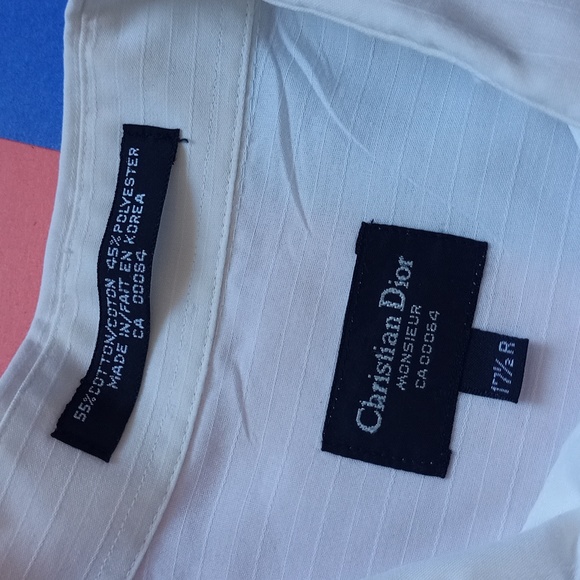 55%COTTON/COTON 45%POLYESTER
MADE IN/FAIT EN KOREA
CA 00064
Christian Dior
MONSIEUR
CA 00064
17½ R